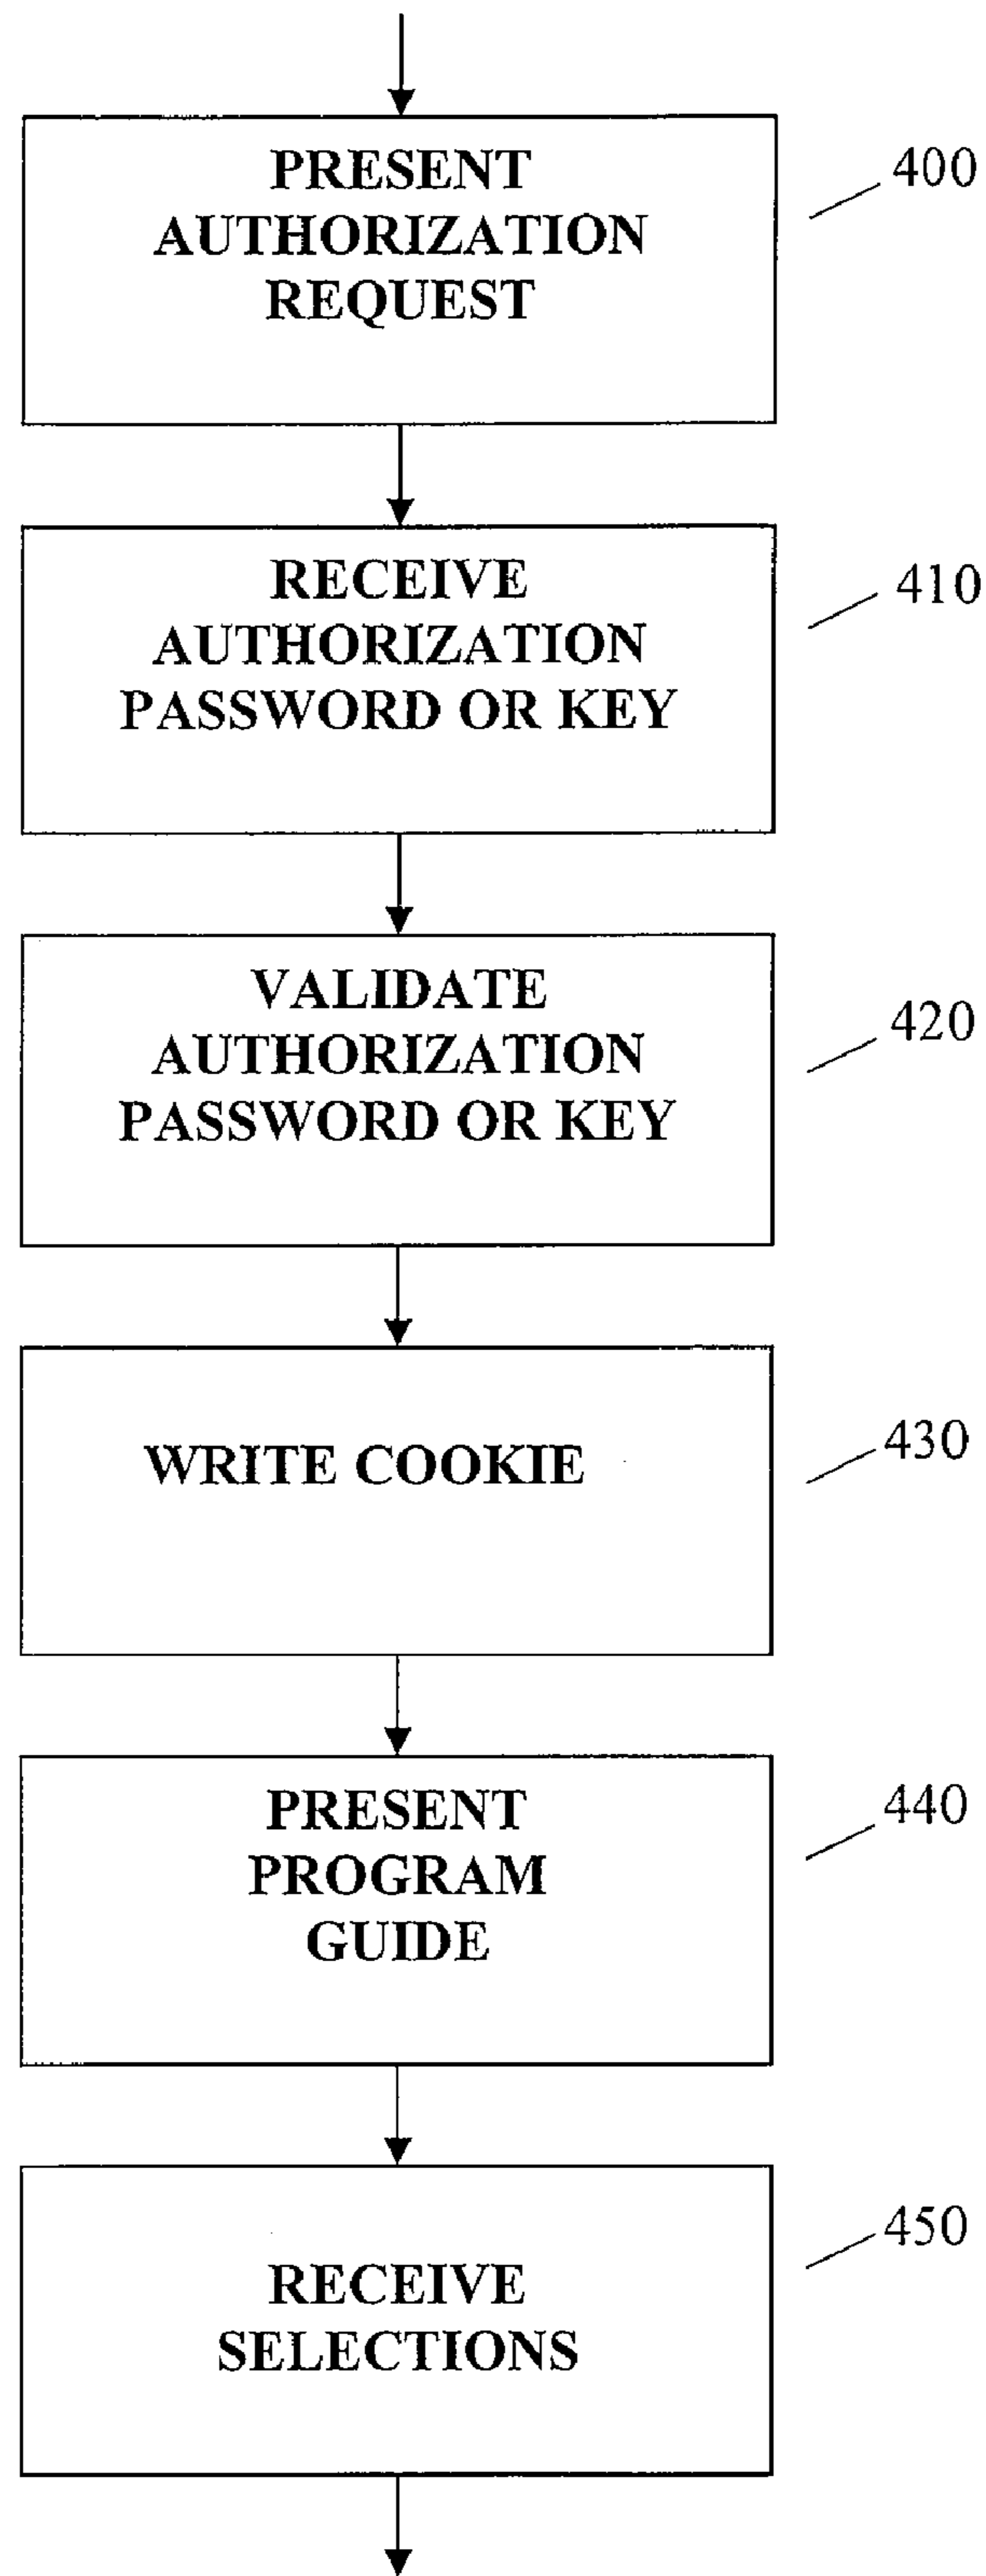 PRESENT
AUTHORIZATION
REQUEST
400
RECEIVE
AUTHORIZATION
PASSWORD OR KEY
410
VALIDATE
AUTHORIZATION
PASSWORD OR KEY
420
WRITE COOKIE
430
PRESENT
PROGRAM
GUIDE
440
RECEIVE
SELECTIONS
450